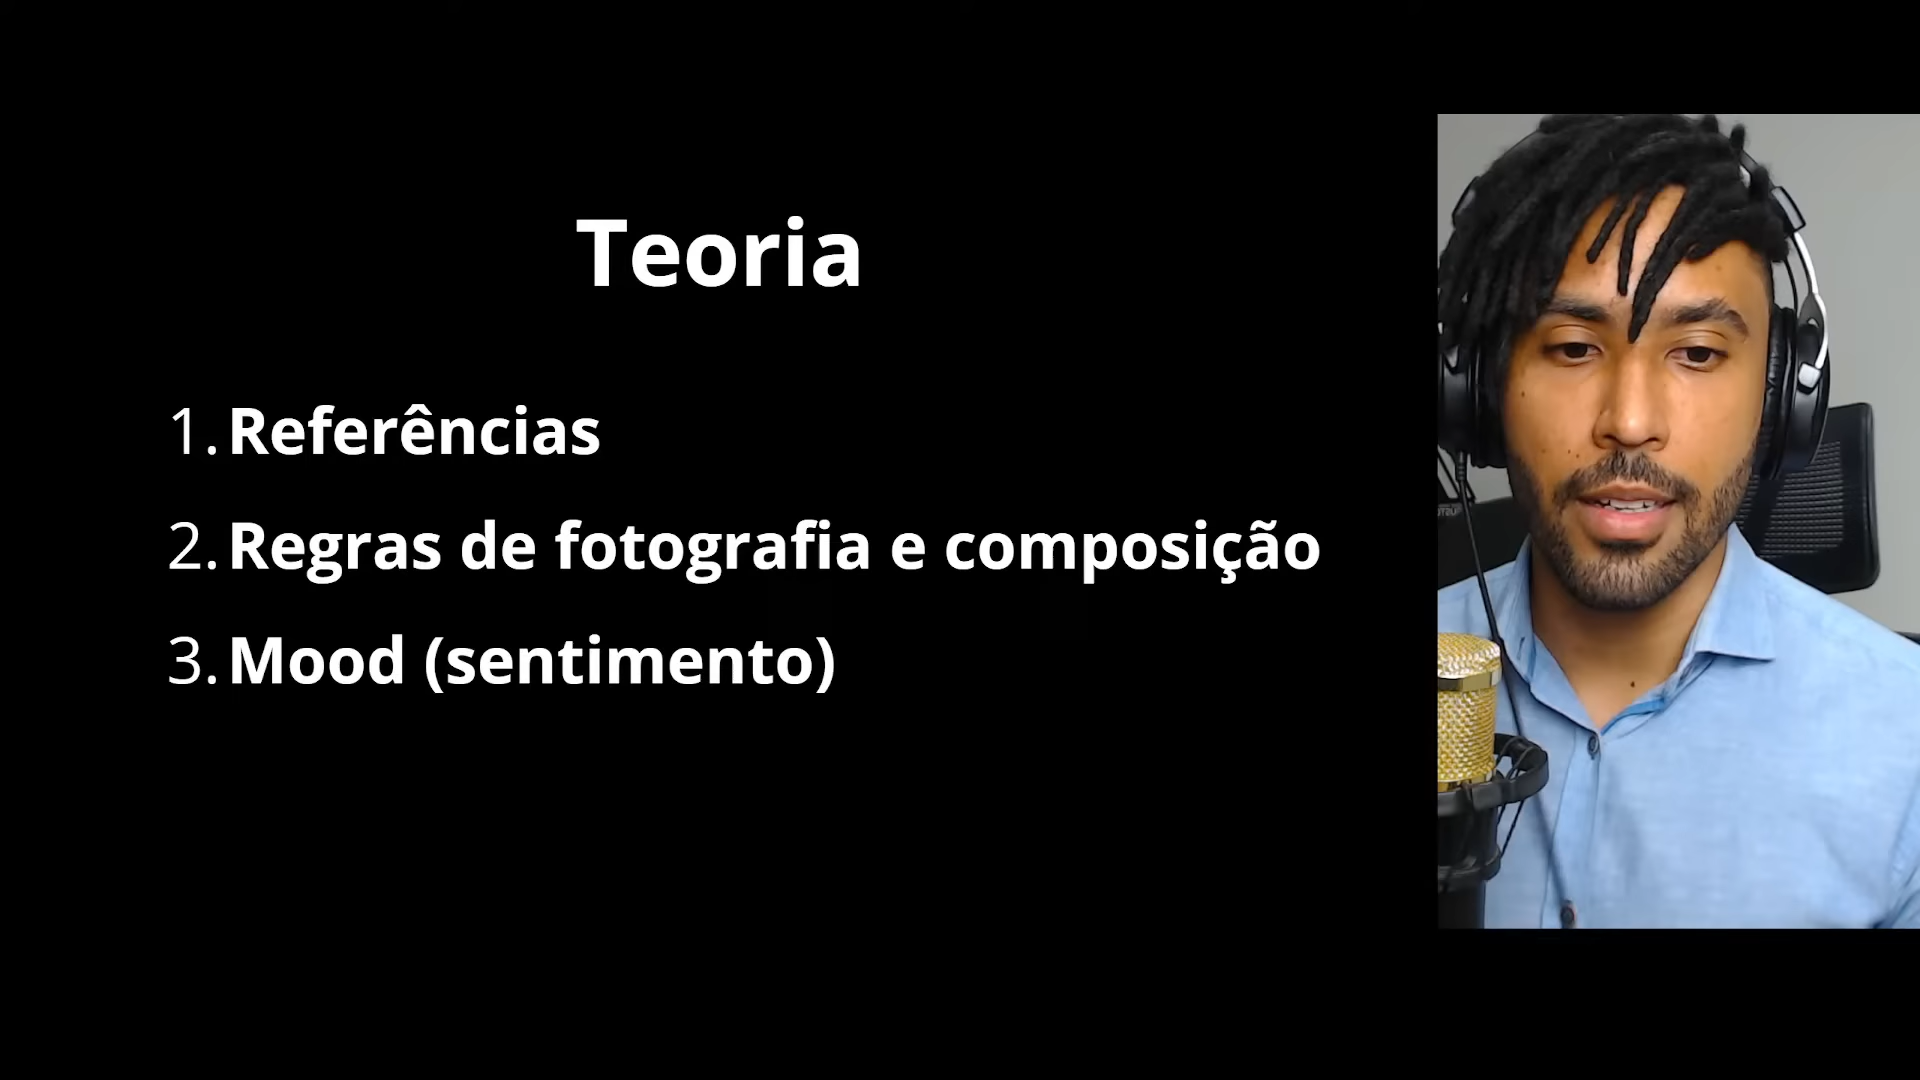 Teoria
1. Referências
2. Regras de fotografia e composição
3. Mood (sentimento)